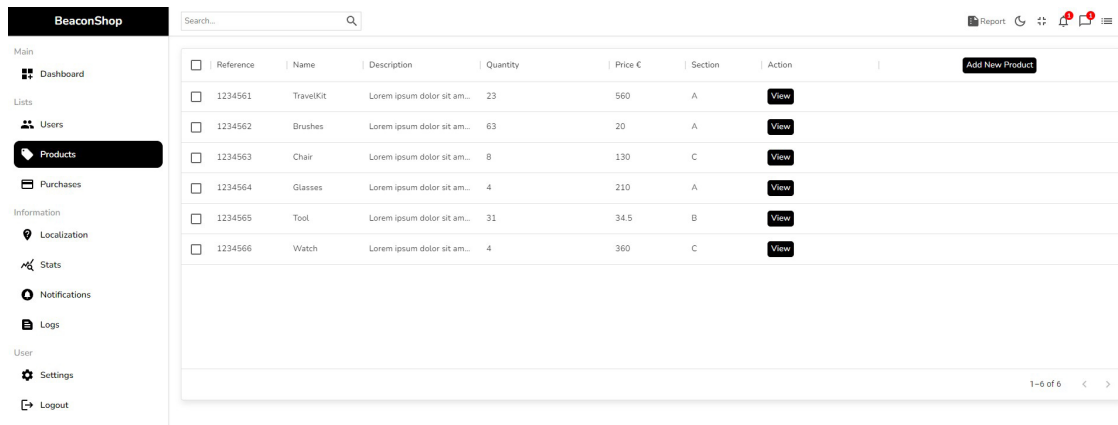 BeaconShop
Search...
Report
1
1
Main
Dashboard
Lists
Users
Products
Purchases
Information
Localization
Stats
Notifications
Logs
User
Settings
Logout
Reference Name Description Quantity Price € Section Action Add New Product
1234561 TravelKit Lorem ipsum dolor sit am... 23 560 A View
1234562 Brushes Lorem ipsum dolor sit am... 63 20 A View
1234563 Chair Lorem ipsum dolor sit am... 8 130 C View
1234564 Glasses Lorem ipsum dolor sit am... 4 210 A View
1234565 Tool Lorem ipsum dolor sit am... 31 34.5 B View
1234566 Watch Lorem ipsum dolor sit am... 4 360 C View
1–6 of 6